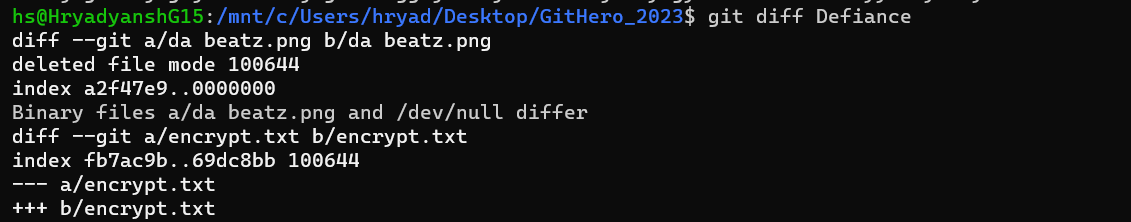 hs@HryadyanshG15:/mnt/c/Users/hryad/Desktop/GitHero_2023$ git diff Defiance
diff --git a/da beatz.png b/da beatz.png
deleted file mode 100644
index a2f47e9..0000000
Binary files a/da beatz.png and /dev/null differ
diff --git a/encrypt.txt b/encrypt.txt
index fb7ac9b..69dc8bb 100644
--- a/encrypt.txt
+++ b/encrypt.txt